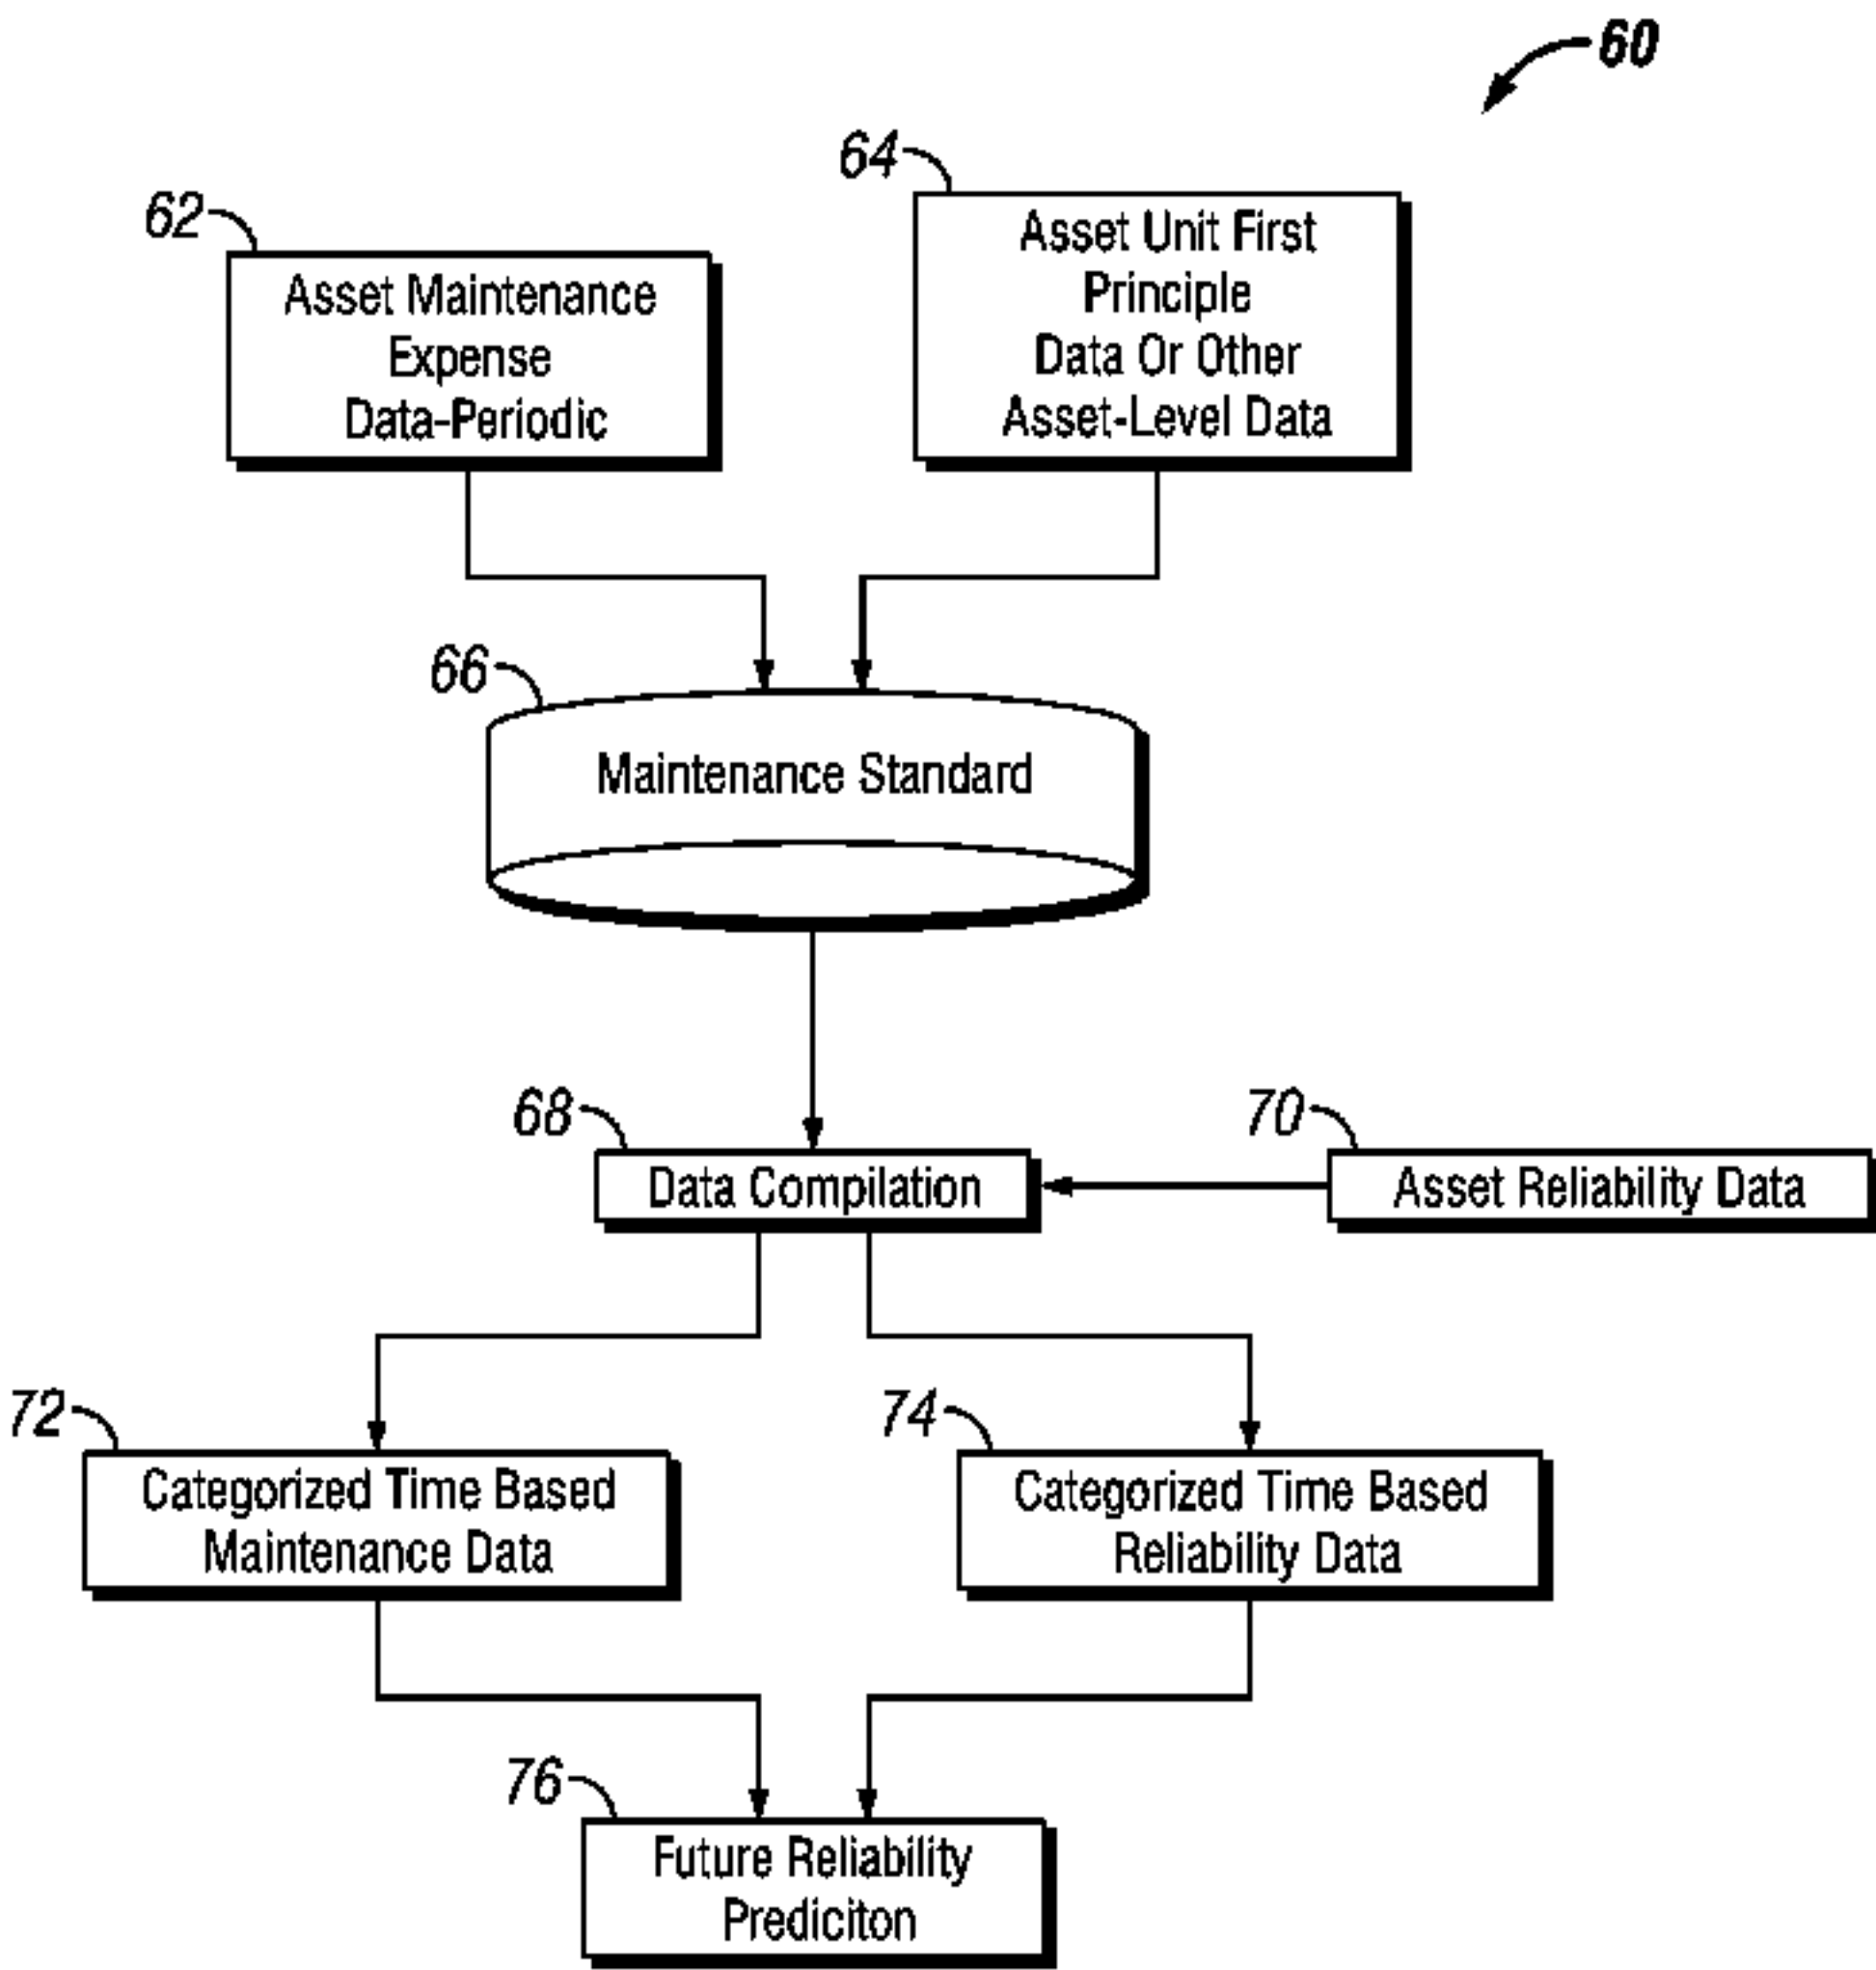 60
64
Asset Unit First
Principle
Data Or Other
Asset-Level Data
62
Asset Maintenance
Expense
Data-Periodic
66
Maintenance Standard
68
Data Compilation
70
Asset Reliability Data
72
Categorized Time Based
Maintenance Data
74
Categorized Time Based
Reliability Data
76
Future Reliability
Prediciton